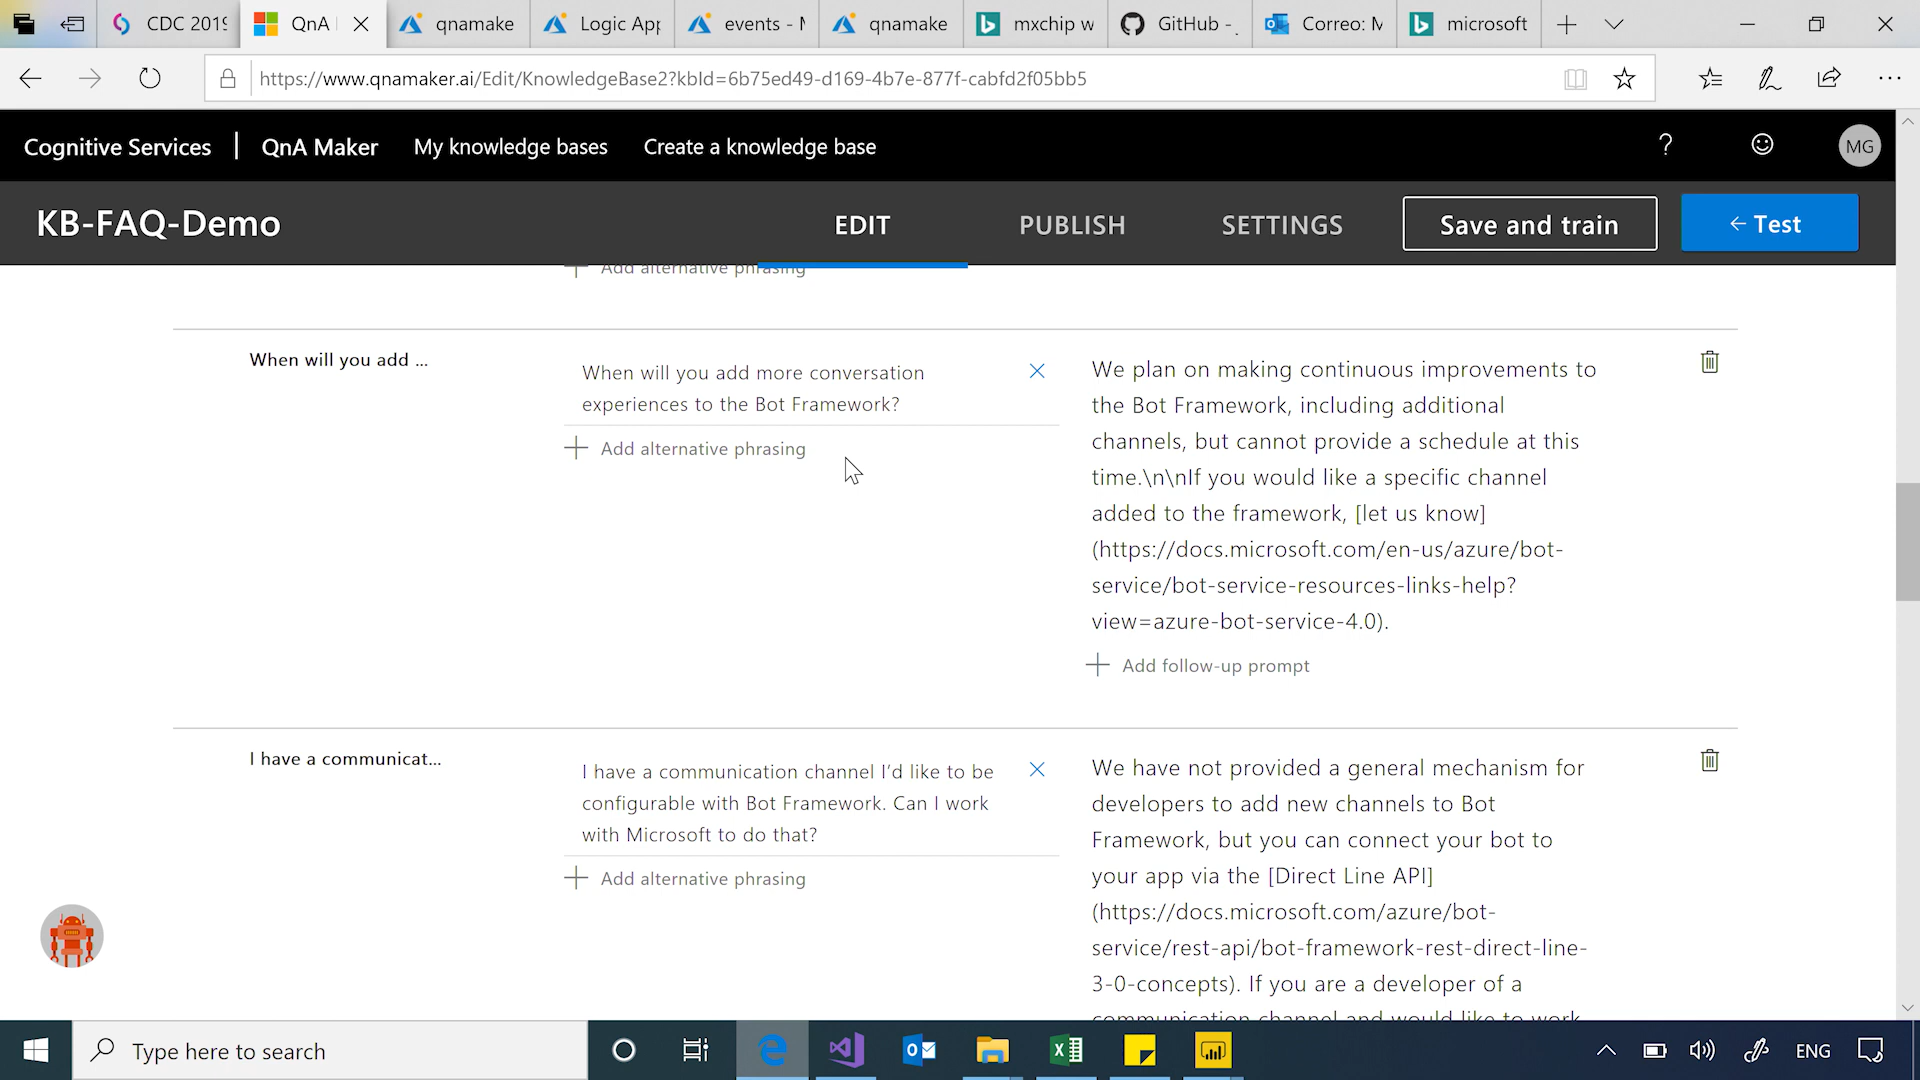 CDC 2019
QnA
qnamake
Logic App
events - M
qnamake
mxchip w
GitHub -
Correo: M
microsoft
https://www.qnamaker.ai/Edit/KnowledgeBase2?kbId=6b75ed49-d169-4b7e-877f-cabfd2f05bb5
Cognitive Services | QnA Maker My knowledge bases Create a knowledge base ? MG
KB-FAQ-Demo EDIT PUBLISH SETTINGS Save and train ← Test
Add alternative phrasing
When will you add ...
When will you add more conversation
experiences to the Bot Framework?
Add alternative phrasing
We plan on making continuous improvements to
the Bot Framework, including additional
channels, but cannot provide a schedule at this
time.\n\nIf you would like a specific channel
added to the framework, [let us know]
(https://docs.microsoft.com/en-us/azure/bot-
service/bot-service-resources-links-help?
view=azure-bot-service-4.0).
Add follow-up prompt
I have a communicat...
I have a communication channel I’d like to be
configurable with Bot Framework. Can I work
with Microsoft to do that?
Add alternative phrasing
We have not provided a general mechanism for
developers to add new channels to Bot
Framework, but you can connect your bot to
your app via the [Direct Line API]
(https://docs.microsoft.com/azure/bot-
service/rest-api/bot-framework-rest-direct-line-
3-0-concepts). If you are a developer of a
communication channel and would like to work
Type here to search
ENG